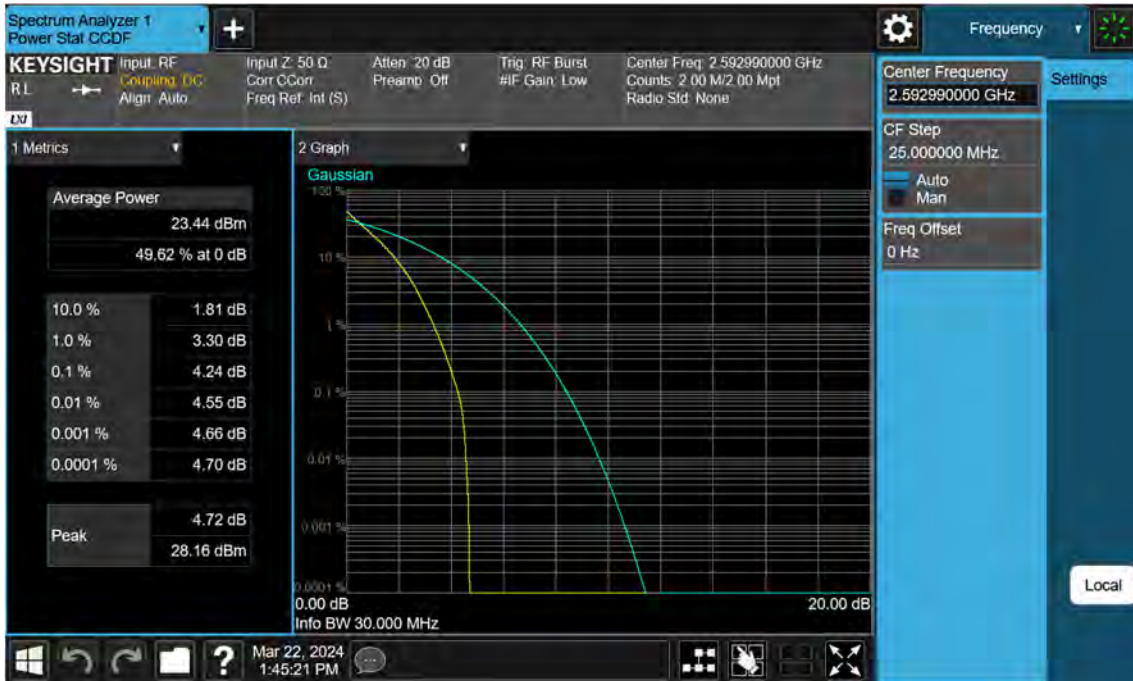 Spectrum Analyzer 1
Power Stat CCDF
+
Frequency
KEYSIGHT
RL
LXI
Input: RF
Coupling: DC
Align: Auto
Input Z: 50 Ω
Corr CCorr
Freq Ref: Int (S)
Atten: 20 dB
Preamp: Off
Trig: RF Burst
#IF Gain: Low
Center Freq: 2.592990000 GHz
Counts: 2.00 M/2.00 Mpt
Radio Std: None
Center Frequency
2.592990000 GHz
Settings
CF Step
25.000000 MHz
Auto
Man
Freq Offset
0 Hz
Local
1 Metrics
Average Power
23.44 dBm
49.62 % at 0 dB
10.0 % 1.81 dB
1.0 % 3.30 dB
0.1 % 4.24 dB
0.01 % 4.55 dB
0.001 % 4.66 dB
0.0001 % 4.70 dB
Peak
4.72 dB
28.16 dBm
2 Graph
Gaussian
100 %
10 %
1 %
0.1 %
0.01 %
0.001 %
0.0001 %
0.00 dB 20.00 dB
Info BW 30.000 MHz
?
Mar 22, 2024
1:45:21 PM